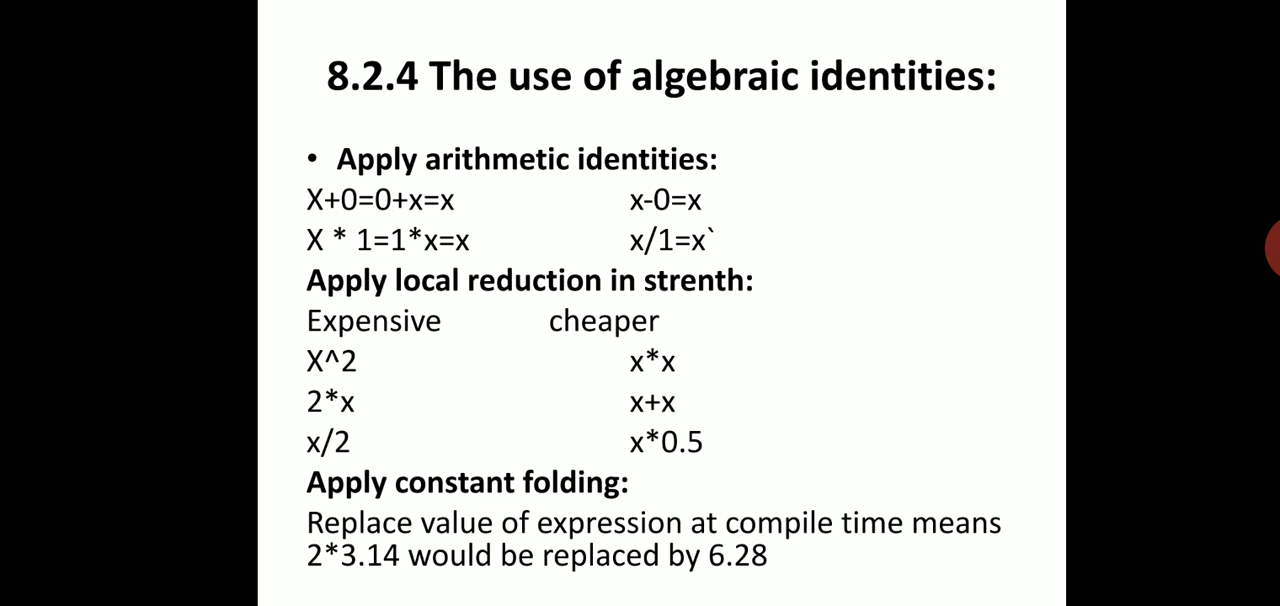 8.2.4 The use of algebraic identities:
• Apply arithmetic identities:
X+0=0+x=x x-0=x
X * 1=1*x=x x/1=x`
Apply local reduction in strenth:
Expensive cheaper
X^2 x*x
2*x x+x
x/2 x*0.5
Apply constant folding:
Replace value of expression at compile time means
2*3.14 would be replaced by 6.28